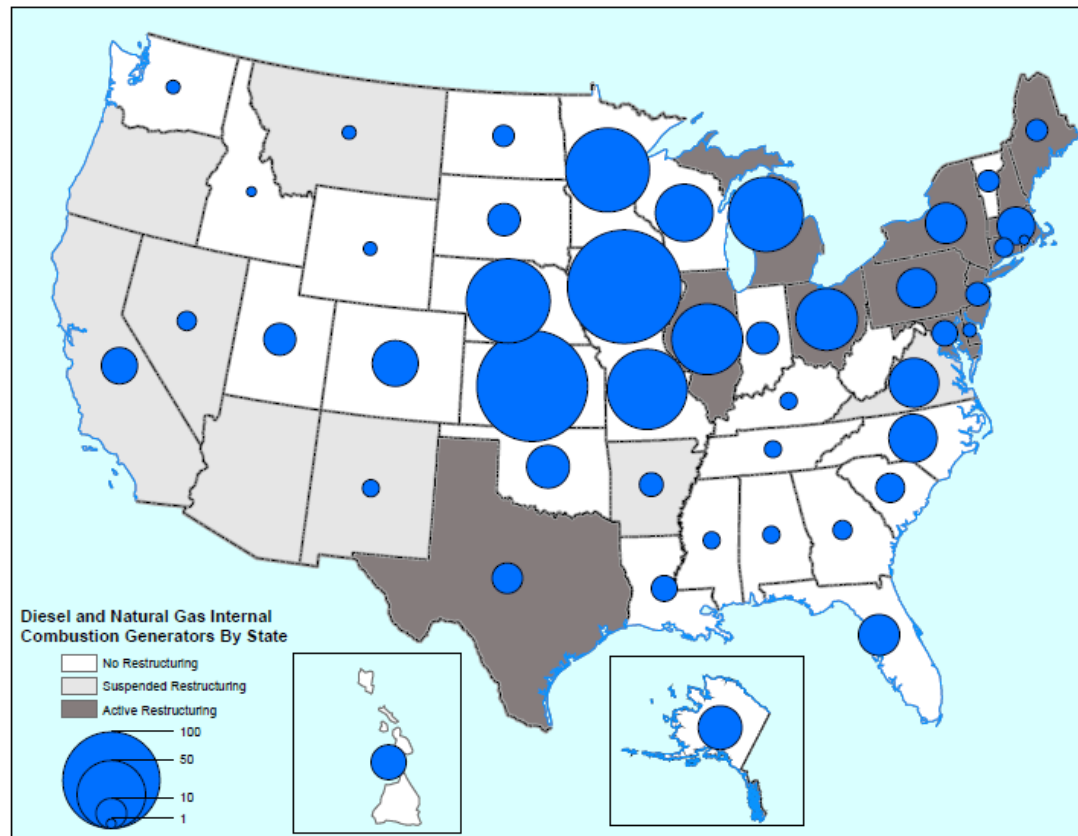 Diesel and Natural Gas Internal
Combustion Generators By State
No Restructuring
Suspended Restructuring
Active Restructuring
100
50
10
1